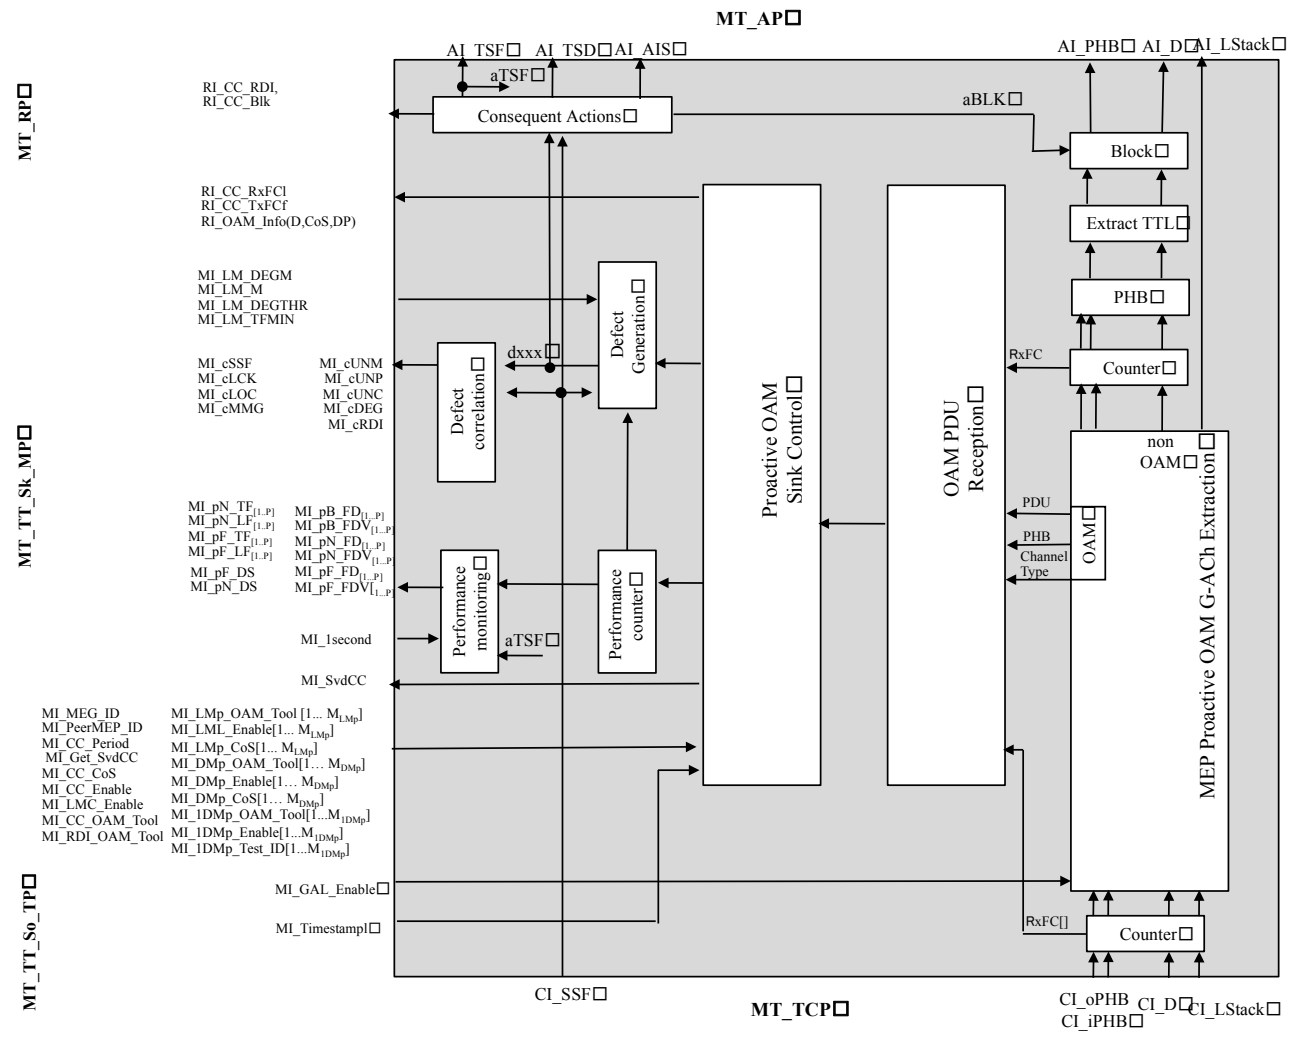 MT_AP□
AI_TSF□ AI_TSD□ AI_AIS□
AI_PHB□ AI_D□ AI_LStack□
aTSF□
RI_CC_RDI,
RI_CC_Blk
MT_RP□
Consequent Actions□
aBLK□
Block□
RI_CC_RxFCl
RI_CC_TxFCf
RI_OAM_Info(D,CoS,DP)
Extract TTL□
MI_LM_DEGM
MI_LM_M
MI_LM_DEGTHR
MI_LM_TFMIN
Defect
Generation□
PHB□
dxxx□
RxFC
Counter□
MI_cSSF MI_cUNM
MI_cLCK MI_cUNP
MI_cLOC MI_cUNC
MI_cMMG MI_cDEG
MI_cRDI
Defect
correlation□
Proactive OAM
Sink Control□
OAM PDU
Reception□
non
OAM□
MEP Proactive OAM G-ACh Extraction□
MT_TT_Sk_MP□
MI_pN_TF[1..P] MI_pB_FD[1...P]
MI_pN_LF[1..P] MI_pB_FDV[1...P]
MI_pF_TF[1..P] MI_pN_FD[1...P]
MI_pF_LF[1..P] MI_pN_FDV[1...P]
MI_pF_DS MI_pF_FD[1...P]
MI_pN_DS MI_pF_FDV[1...P]
PDU
PHB
Channel
Type
OAM□
Performance
monitoring□
Performance
counter□
MI_1second
aTSF□
MI_SvdCC
MI_MEG_ID MI_LMp_OAM_Tool [1... MLMp]
MI_PeerMEP_ID MI_LML_Enable[1... MLMp]
MI_CC_Period MI_LMp_CoS[1... MLMp]
MI_Get_SvdCC MI_DMp_OAM_Tool[1… MDMp]
MI_CC_CoS MI_DMp_Enable[1… MDMp]
MI_CC_Enable MI_DMp_CoS[1… MDMp]
MI_LMC_Enable MI_1DMp_OAM_Tool[1...M1DMp]
MI_CC_OAM_Tool MI_1DMp_Enable[1...M1DMp]
MI_RDI_OAM_Tool MI_1DMp_Test_ID[1...M1DMp]
MI_GAL_Enable□
MT_TT_So_TP□
MI_Timestampl□
RxFC[]
Counter□
CI_SSF□
MT_TCP□
CI_oPHB
CI_iPHB□
CI_D□
CI_LStack□